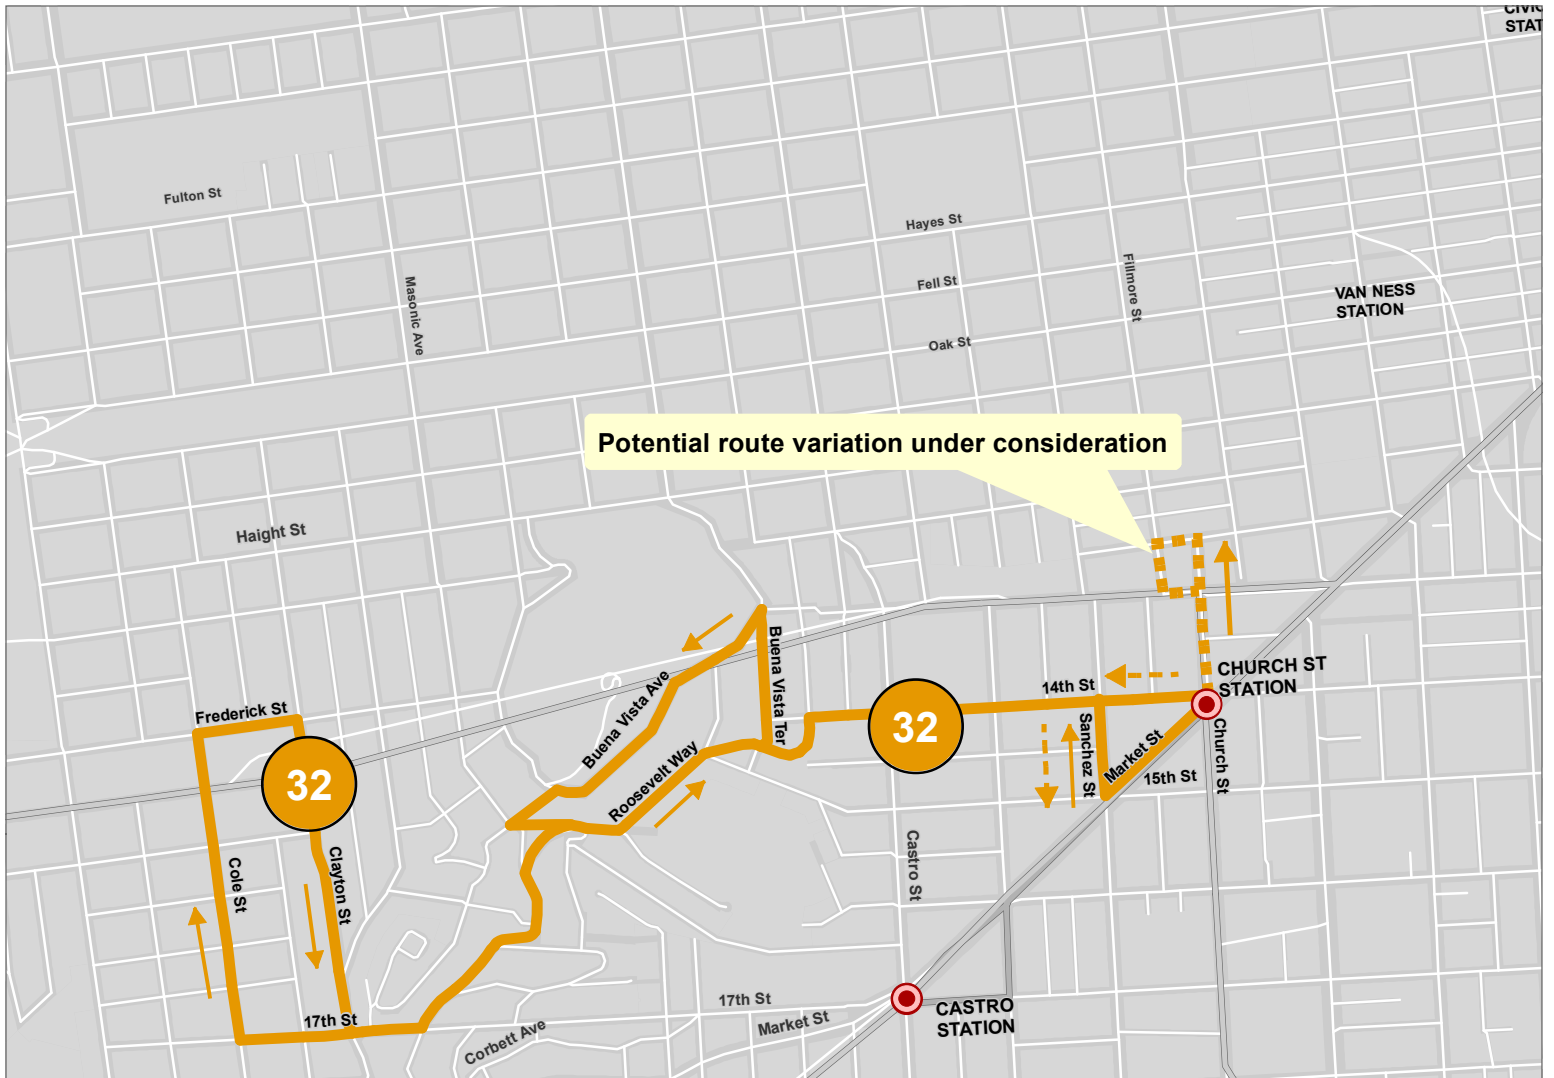 CIVIC
STAT
Fulton St
Hayes St
Masonic Ave
Fillmore St
Fell St
VAN NESS
STATION
Oak St
Potential route variation under consideration
Haight St
Buena Vista Ter
CHURCH ST
STATION
Buena Vista Ave
14th St
Frederick St
32
Sanchez St
Market St
Church St
15th St
Roosevelt Way
32
Castro St
Cole St
Clayton St
17th St
CASTRO
STATION
17th St
Market St
Corbett Ave